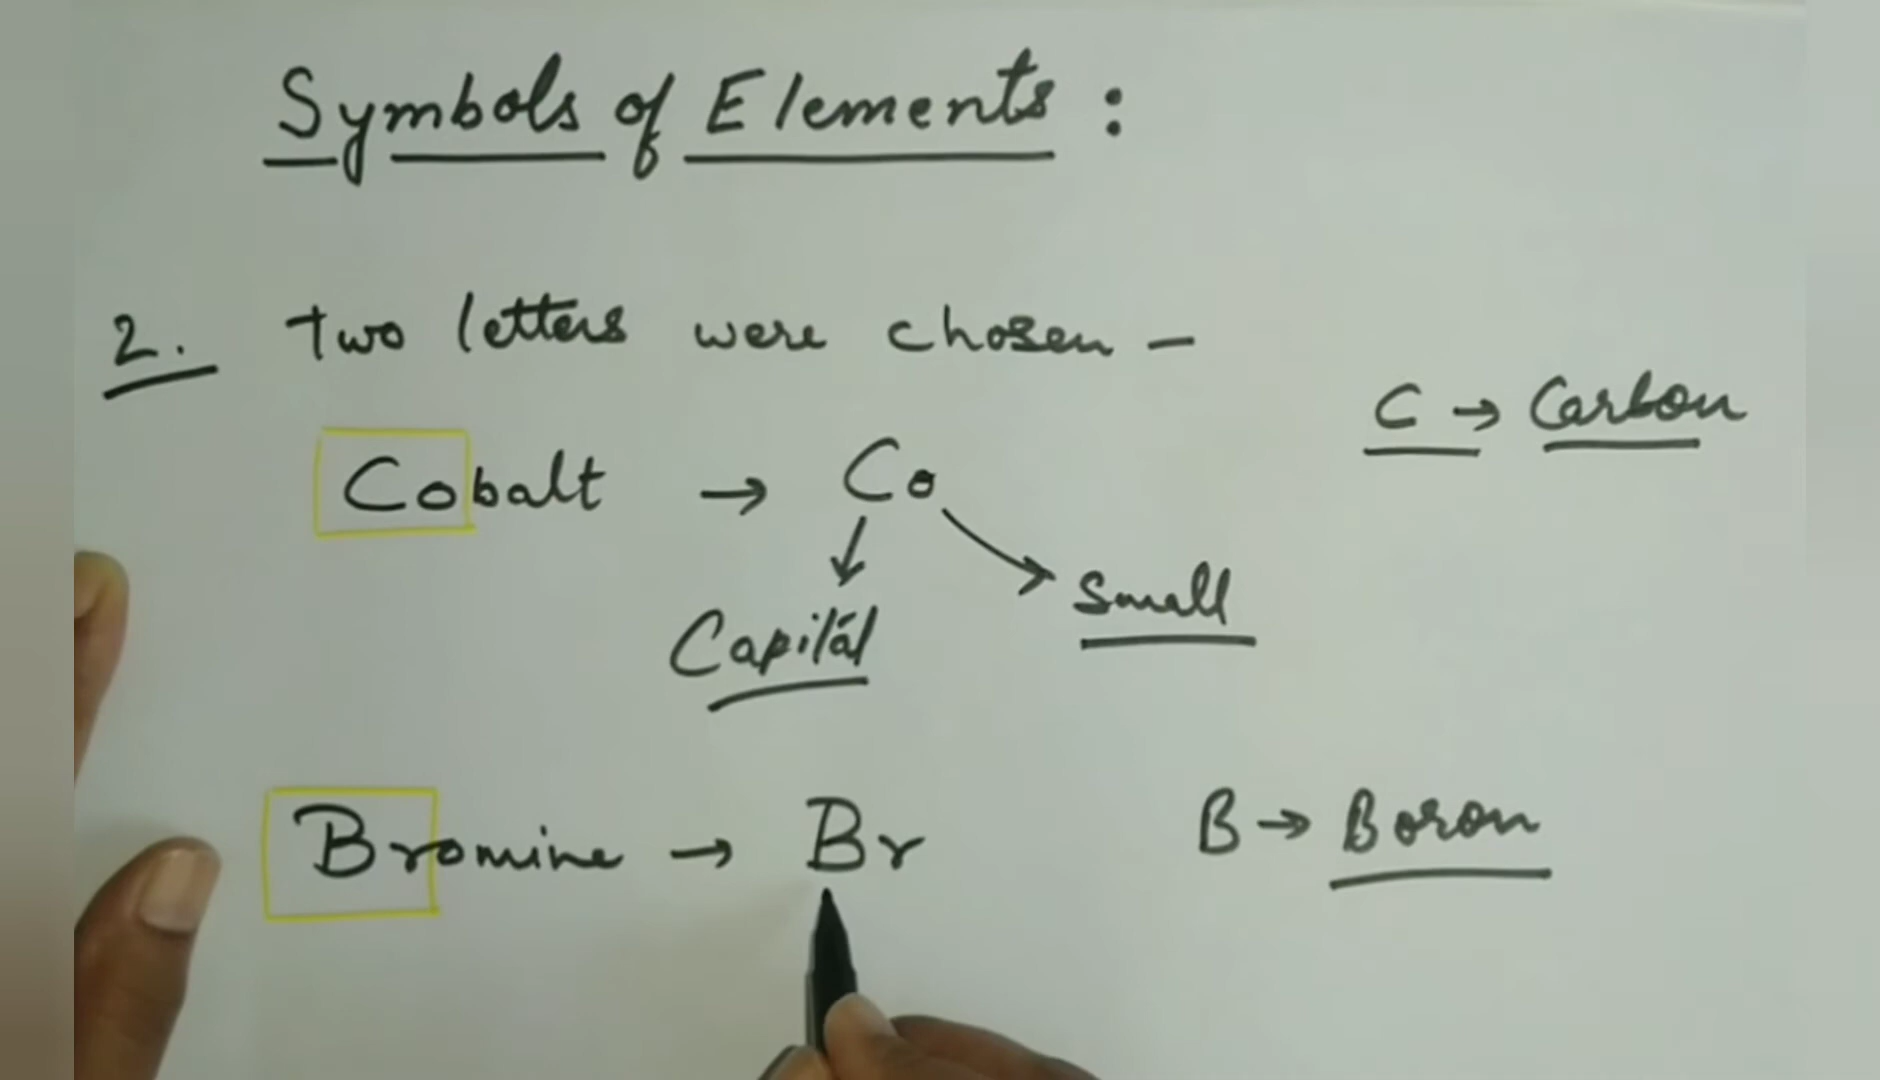 Symbols of Elements :
2. Two letters were chosen -
C → Carbon
Cobalt → Co
Small
Capital
Bromine → Br
B → Boron